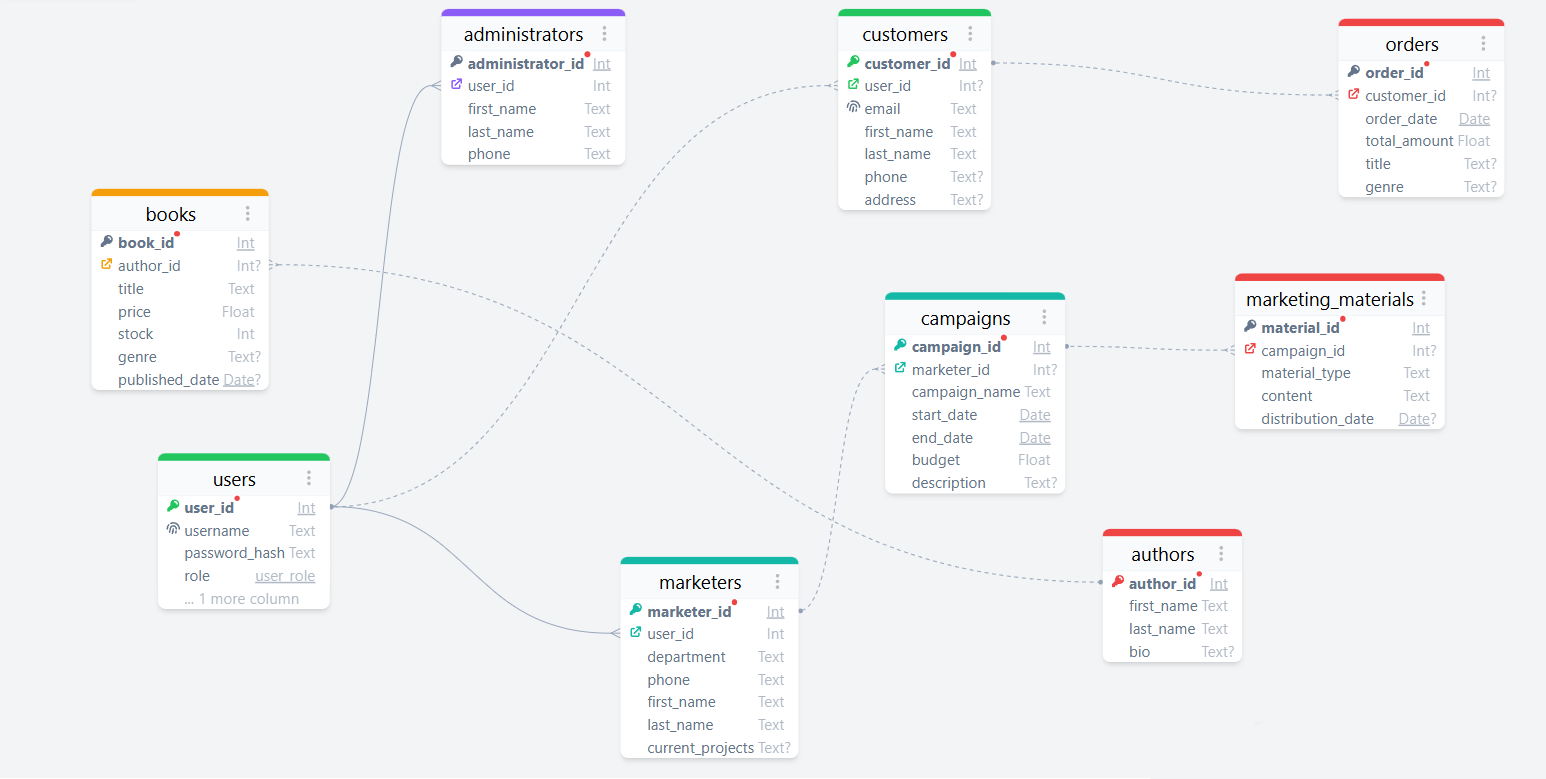 administrators
administrator_id Int
user_id Int
first_name Text
last_name Text
phone Text
customers
customer_id Int
user_id Int?
email Text
first_name Text
last_name Text
phone Text?
address Text?
orders
order_id Int
customer_id Int?
order_date Date
total_amount Float
title Text?
genre Text?
books
book_id Int
author_id Int?
title Text
price Float
stock Int
genre Text?
published_date Date?
campaigns
campaign_id Int
marketer_id Int?
campaign_name Text
start_date Date
end_date Date
budget Float
description Text?
marketing_materials
material_id Int
campaign_id Int?
material_type Text
content Text
distribution_date Date?
users
user_id Int
username Text
password_hash Text
role user_role
... 1 more column
marketers
marketer_id Int
user_id Int
department Text
phone Text
first_name Text
last_name Text
current_projects Text?
authors
author_id Int
first_name Text
last_name Text
bio Text?